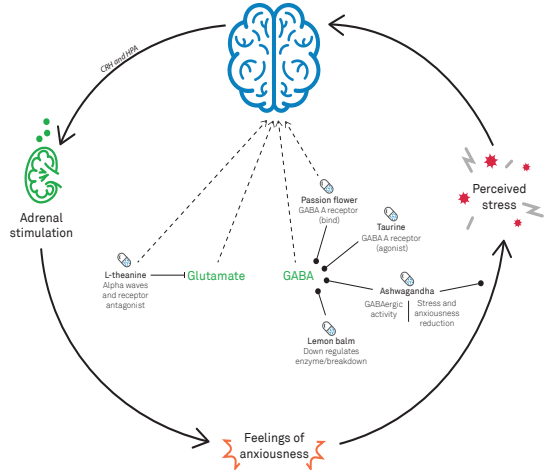 CRH and HPA
Adrenal
stimulation
Perceived
stress
Passion flower
GABA A receptor
(bind)
Taurine
GABA A receptor
(agonist)
L-theanine
Alpha waves
and receptor
antagonist
Glutamate
GABA
Ashwagandha
GABAergic
activity
Stress and
anxiousness
reduction
Lemon balm
Down regulates
enzyme/breakdown
Feelings of
anxiousness